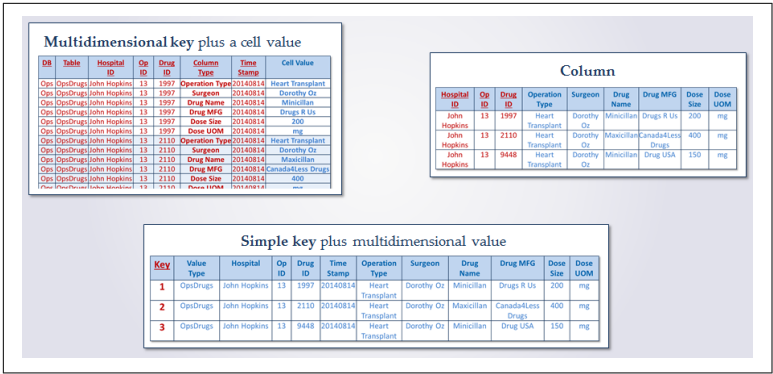 Multidimensional key plus a cell value
DB Table Hospital ID Op ID Drug ID Column Type Time Stamp Cell Value
Ops OpsDrugs John Hopkins 13 1997 Operation Type 20140814 Heart Transplant
Ops OpsDrugs John Hopkins 13 1997 Surgeon 20140814 Dorothy Oz
Ops OpsDrugs John Hopkins 13 1997 Drug Name 20140814 Minicillan
Ops OpsDrugs John Hopkins 13 1997 Drug MFG 20140814 Drugs R Us
Ops OpsDrugs John Hopkins 13 1997 Dose Size 20140814 200
Ops OpsDrugs John Hopkins 13 1997 Dose UOM 20140814 mg
Ops OpsDrugs John Hopkins 13 2110 Operation Type 20140814 Heart Transplant
Ops OpsDrugs John Hopkins 13 2110 Surgeon 20140814 Dorothy Oz
Ops OpsDrugs John Hopkins 13 2110 Drug Name 20140814 Maxicillan
Ops OpsDrugs John Hopkins 13 2110 Drug MFG 20140814 Canada4Less Drugs
Ops OpsDrugs John Hopkins 13 2110 Dose Size 20140814 400
Ops OpsDrugs John Hopkins 13 2110 Dose UOM 20140814 mg
Column
Hospital ID Op ID Drug ID Operation Type Surgeon Drug Name Drug MFG Dose Size Dose UOM
John Hopkins 13 1997 Heart Transplant Dorothy Oz Minicillan Drugs R Us 200 mg
John Hopkins 13 2110 Heart Transplant Dorothy Oz Maxicillan Canada4Less Drugs 400 mg
John Hopkins 13 9448 Heart Transplant Dorothy Oz Minicillan Drug USA 150 mg
Simple key plus multidimensional value
Key Value Type Hospital Op ID Drug ID Time Stamp Operation Type Surgeon Drug Name Drug MFG Dose Size Dose UOM
1 OpsDrugs John Hopkins 13 1997 20140814 Heart Transplant Dorothy Oz Minicillan Drugs R Us 200 mg
2 OpsDrugs John Hopkins 13 2110 20140814 Heart Transplant Dorothy Oz Maxicillan Canada4Less Drugs 400 mg
3 OpsDrugs John Hopkins 13 9448 20140814 Heart Transplant Dorothy Oz Minicillan Drug USA 150 mg